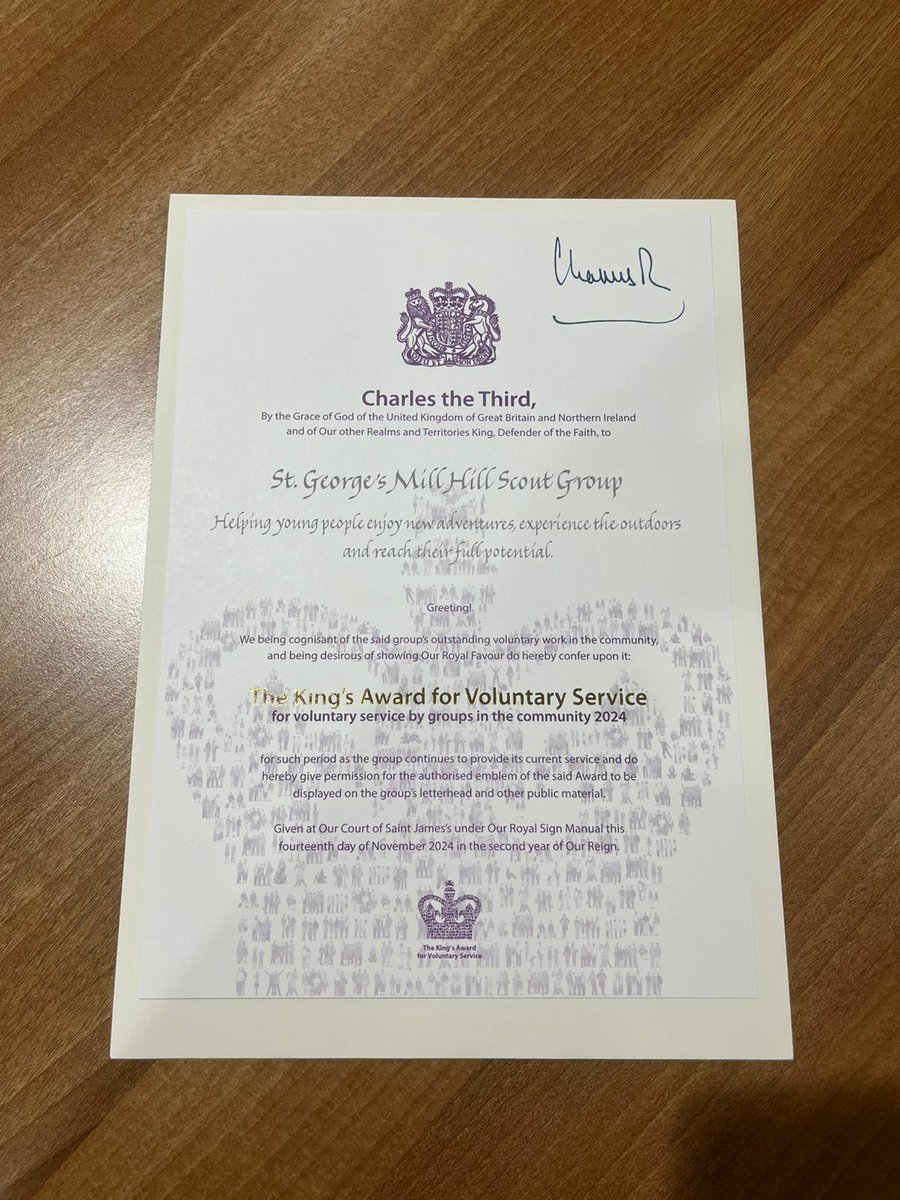 Charles R
Charles the Third,
By the Grace of God of the United Kingdom of Great Britain and Northern Ireland
and of Our other Realms and Territories King, Defender of the Faith, to
St. George's Mill Hill Scout Group
Helping young people enjoy new adventures, experience the outdoors
and reach their full potential.
Greeting!
We being cognisant of the said group's outstanding voluntary work in the community,
and being desirous of showing Our Royal Favour do hereby confer upon it:
The King's Award for Voluntary Service
for voluntary service by groups in the community 2024
for such period as the group continues to provide its current service and do
hereby give permission for the authorised emblem of the said Award to be
displayed on the group's letterhead and other public material.
Given at Our Court of Saint James's under Our Royal Sign Manual this
fourteenth day of November 2024 in the second year of Our Reign.
The King's Award
for Voluntary Service